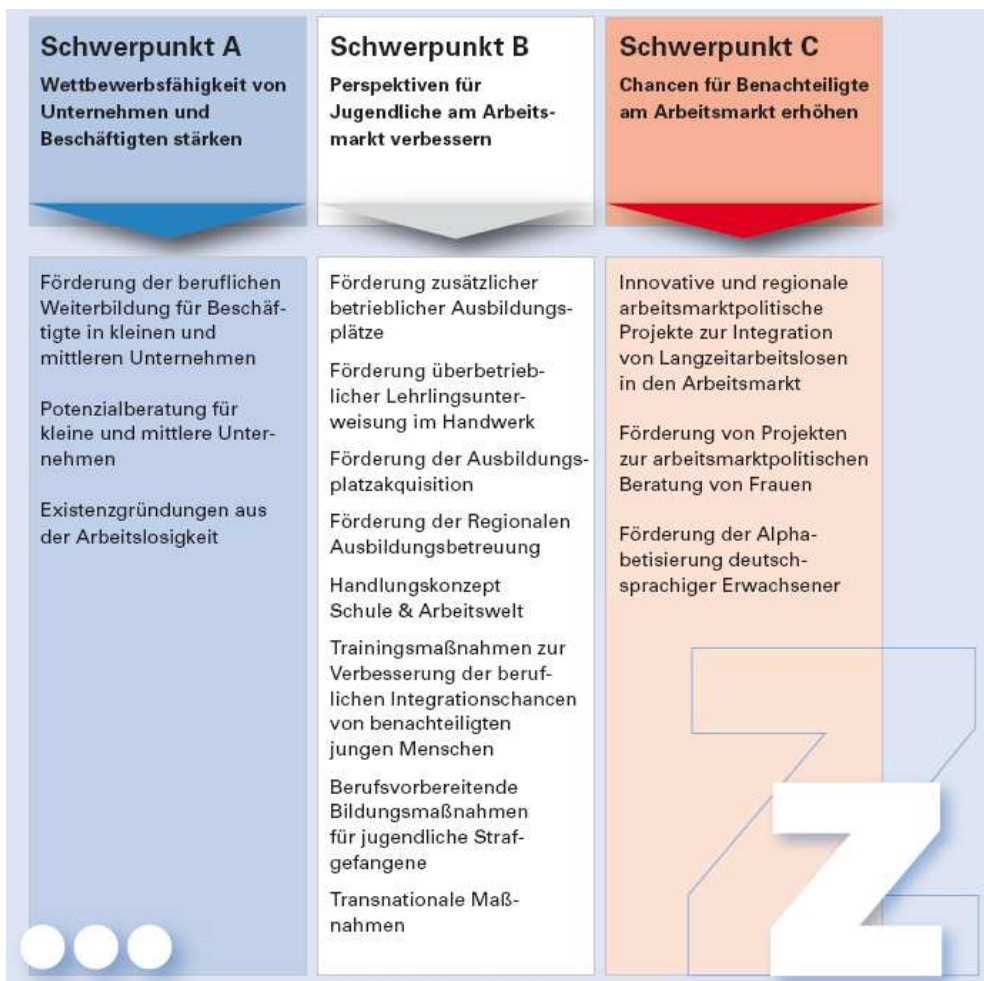 Schwerpunkt A
Wettbewerbsfähigkeit von
Unternehmen und
Beschäftigten stärken
Schwerpunkt B
Perspektiven für
Jugendliche am Arbeits-
markt verbessern
Schwerpunkt C
Chancen für Benachteiligte
am Arbeitsmarkt erhöhen
Förderung der beruflichen
Weiterbildung für Beschäf-
tigte in kleinen und
mittleren Unternehmen
Potenzialberatung für
kleine und mittlere Unter-
nehmen
Existenzgründungen aus
der Arbeitslosigkeit
Förderung zusätzlicher
betrieblicher Ausbildungs-
plätze
Förderung überbetrieb-
licher Lehrlingsunter-
weisung im Handwerk
Förderung der Ausbildungs-
platzakquisition
Förderung der Regionalen
Ausbildungsbetreuung
Handlungskonzept
Schule & Arbeitswelt
Trainingsmaßnahmen zur
Verbesserung der beruf-
lichen Integrationschancen
von benachteiligten
jungen Menschen
Berufsvorbereitende
Bildungsmaßnahmen
für jugendliche Straf-
gefangene
Transnationale Maß-
nahmen
Innovative und regionale
arbeitsmarktpolitische
Projekte zur Integration
von Langzeitarbeitslosen
in den Arbeitsmarkt
Förderung von Projekten
zur arbeitsmarktpolitischen
Beratung von Frauen
Förderung der Alpha-
betisierung deutsch-
sprachiger Erwachsener
Z